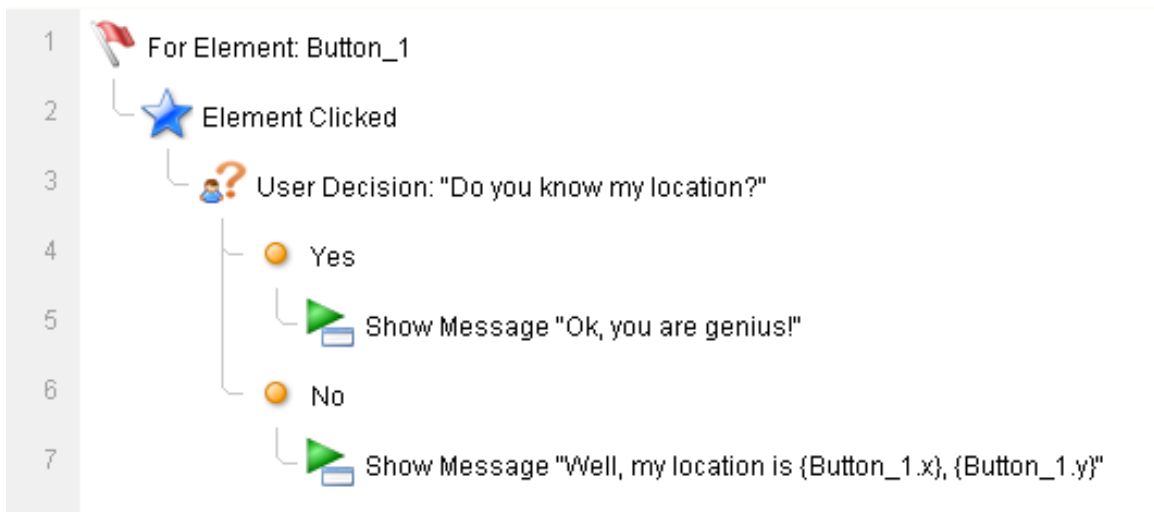 1 For Element: Button_1
2 Element Clicked
3 User Decision: "Do you know my location?"
4 Yes
5 Show Message "Ok, you are genius!"
6 No
7 Show Message "Well, my location is {Button_1.x}, {Button_1.y}"